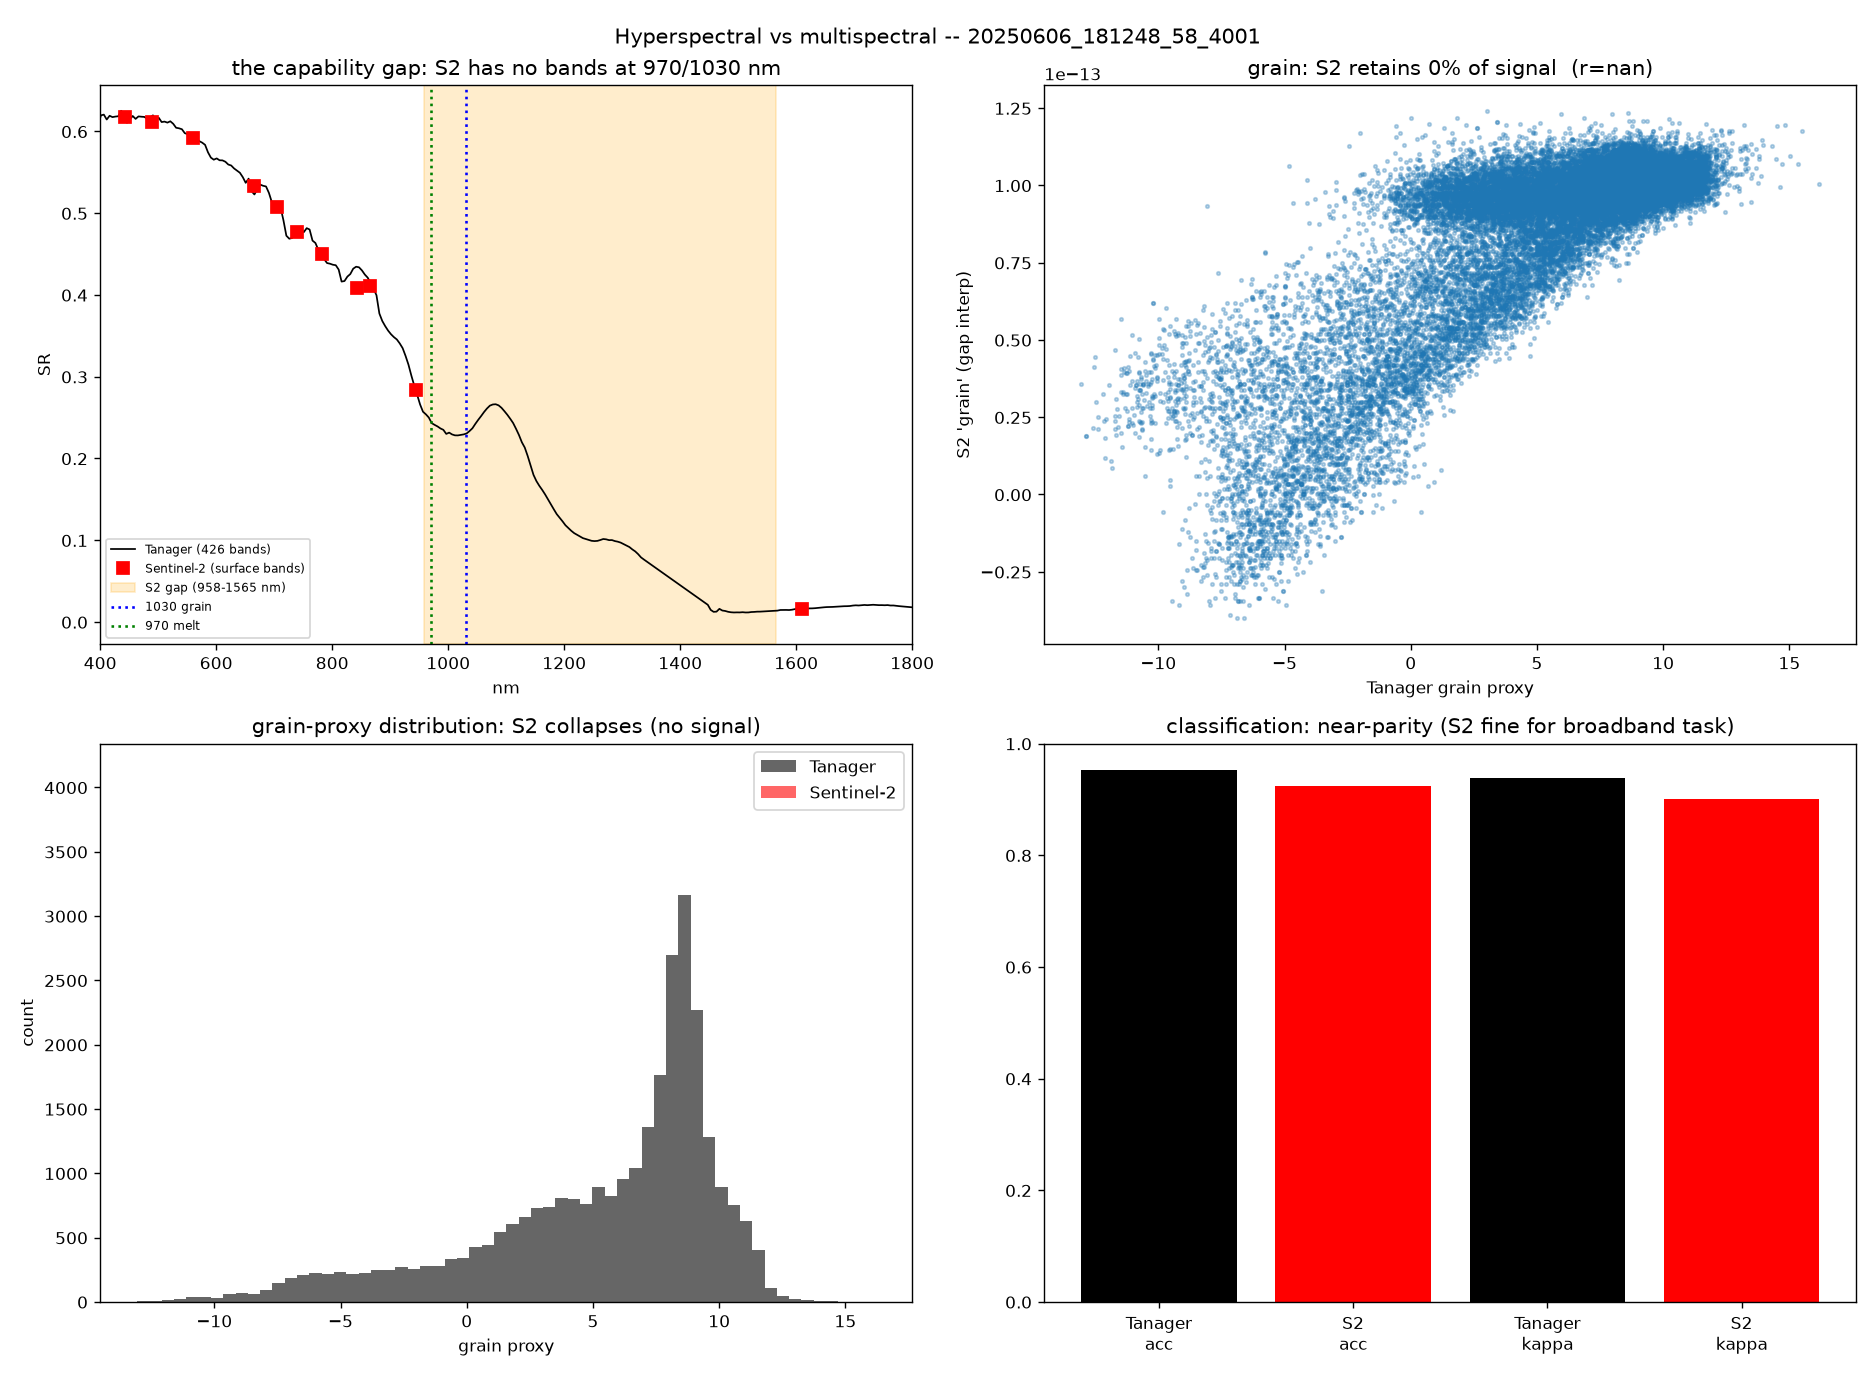 Hyperspectral vs multispectral -- 20250606_181248_58_4001
the capability gap: S2 has no bands at 970/1030 nm
SR
0.6
0.5
0.4
0.3
0.2
0.1
0.0
Tanager (426 bands)
Sentinel-2 (surface bands)
S2 gap (958-1565 nm)
1030 grain
970 melt
400 600 800 1000 1200 1400 1600 1800
nm
grain: S2 retains 0% of signal  (r=nan)
1e−13
S2 'grain' (gap interp)
1.25
1.00
0.75
0.50
0.25
0.00
−0.25
−10 −5 0 5 10 15
Tanager grain proxy
grain-proxy distribution: S2 collapses (no signal)
count
4000
3500
3000
2500
2000
1500
1000
500
0
Tanager
Sentinel-2
−10 −5 0 5 10 15
grain proxy
classification: near-parity (S2 fine for broadband task)
1.0
0.8
0.6
0.4
0.2
0.0
Tanager
acc
S2
acc
Tanager
kappa
S2
kappa